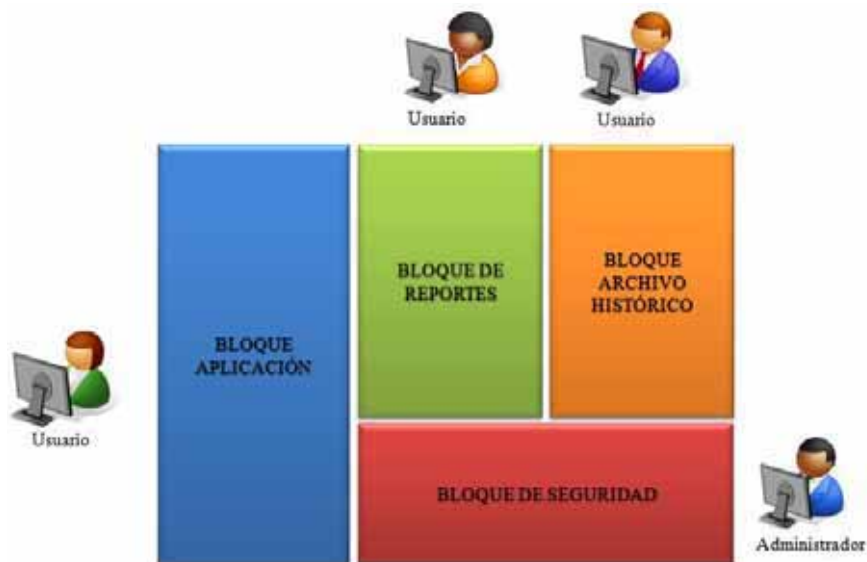 Usuario
Usuario
BLOQUE DE
REPORTES
BLOQUE
ARCHIVO
HISTÓRICO
BLOQUE
APLICACIÓN
Usuario
BLOQUE DE SEGURIDAD
Administrador